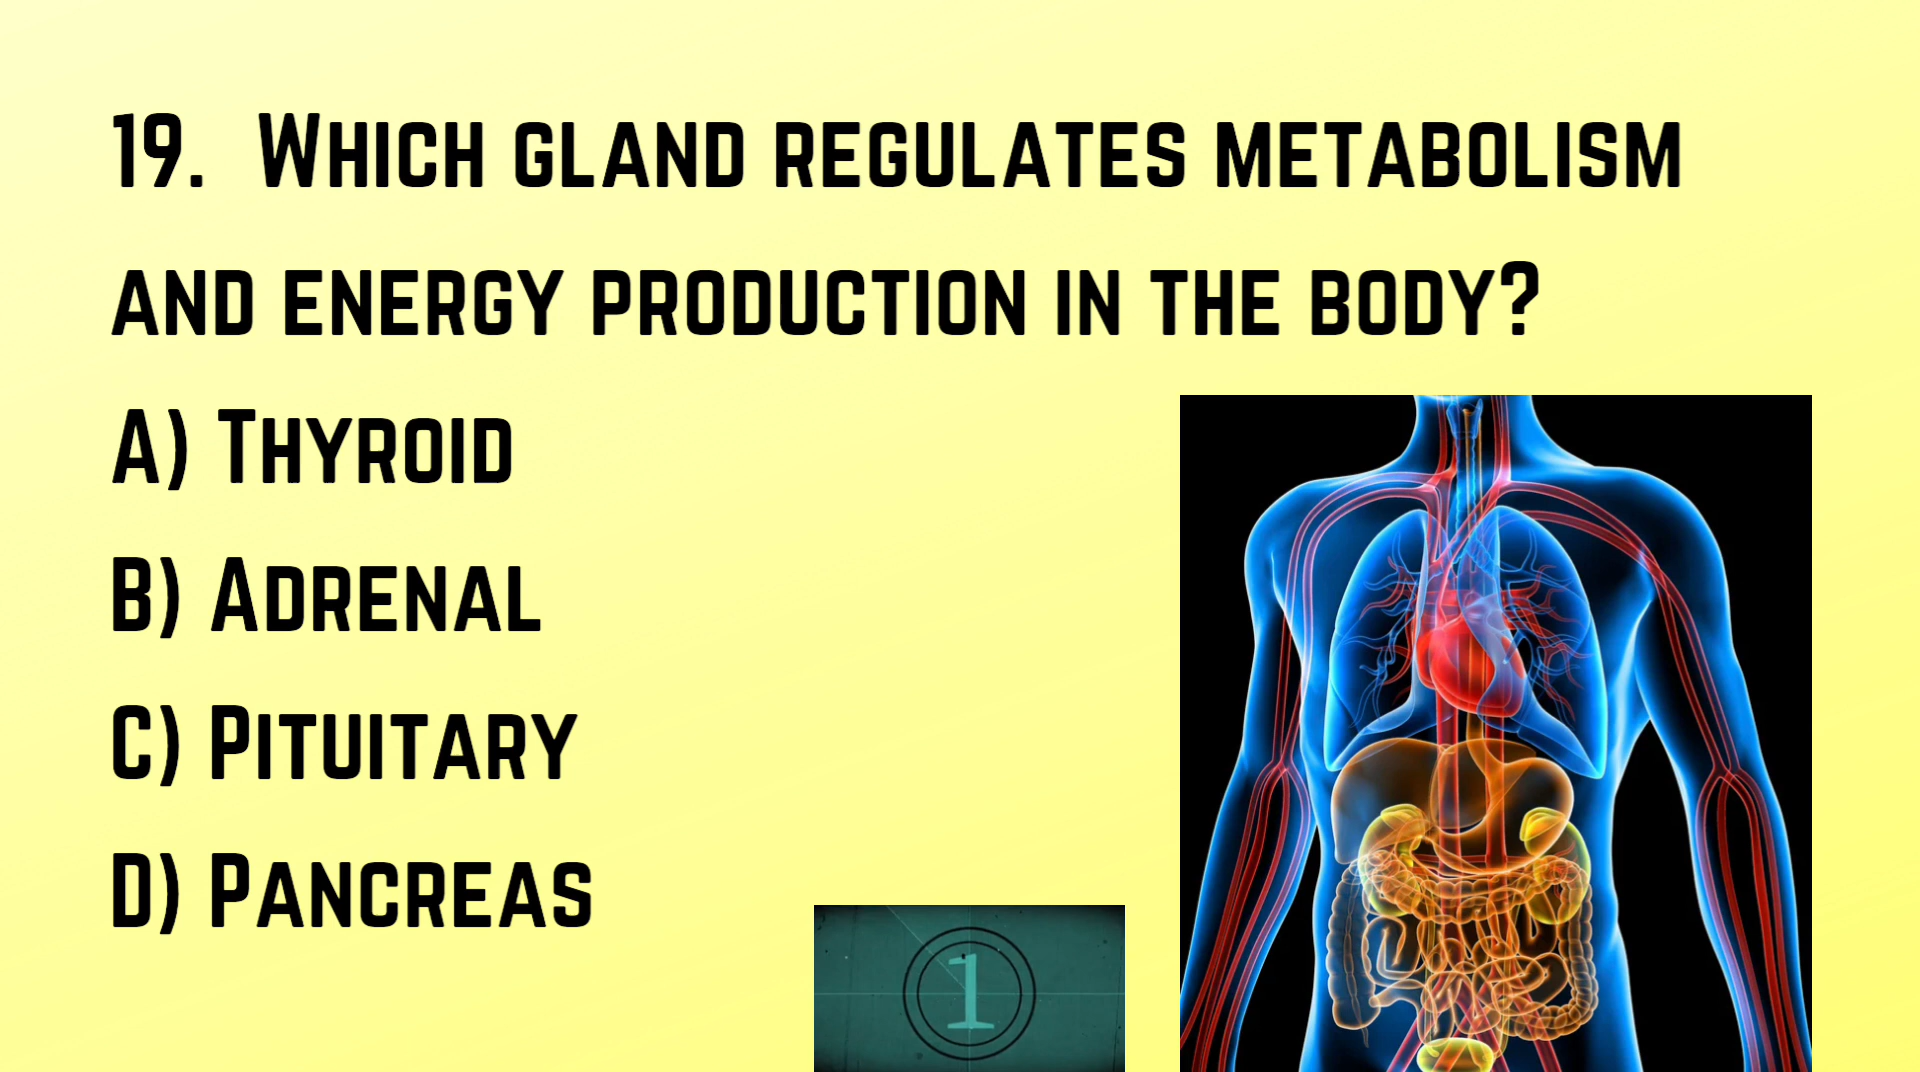 19. Which gland regulates metabolism
and energy production in the body?
A) Thyroid
B) Adrenal
C) Pituitary
D) Pancreas
1